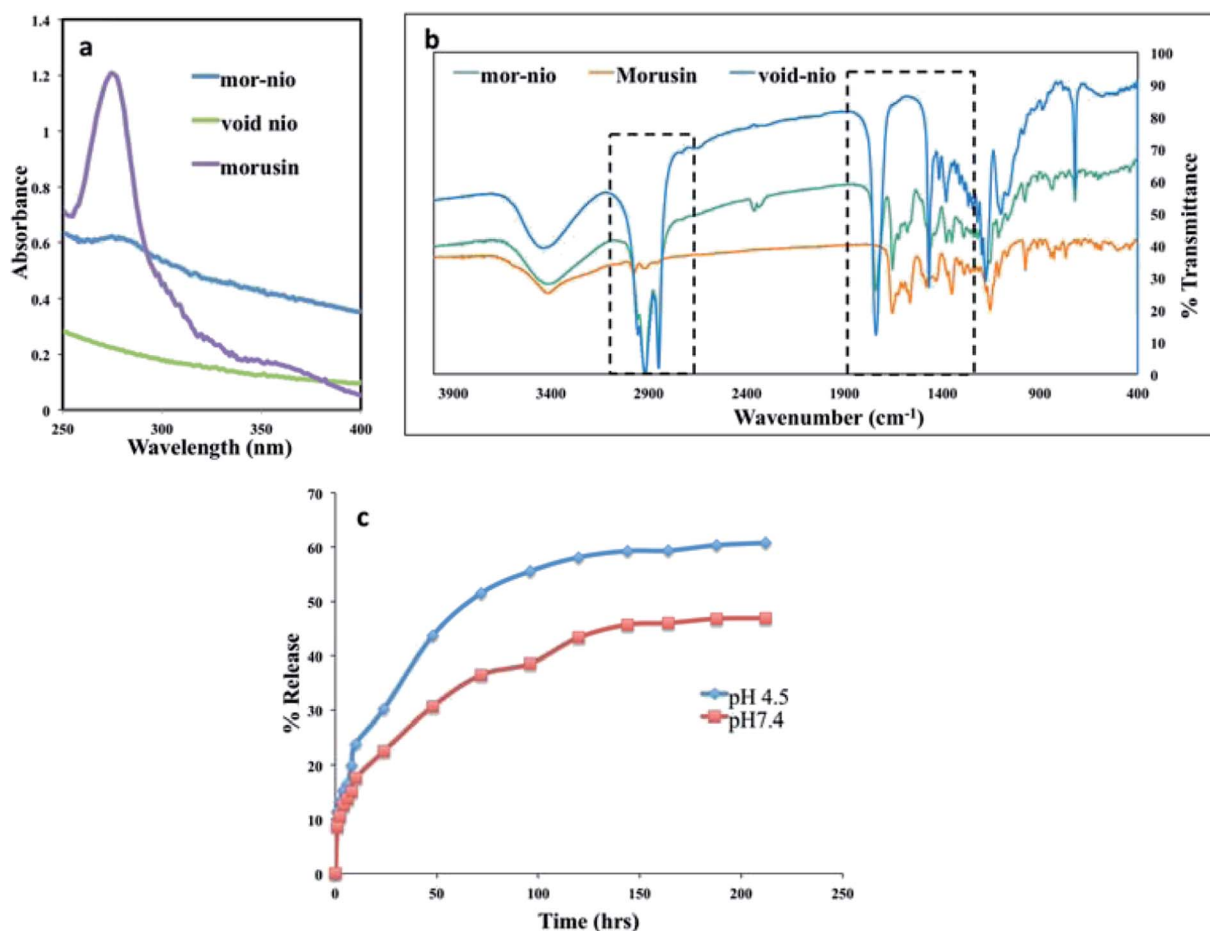 a
mor-nio
void nio
morusin
1.4
1.2
1
0.8
0.6
0.4
0.2
0
Absorbance
250 300 350 400
Wavelength (nm)
b
mor-nio Morusin void-nio
100
90
80
70
60
50
40
30
20
10
0
% Transmittance
3900 3400 2900 2400 1900 1400 900 400
Wavenumber (cm-1)
c
70
60
50
40
30
20
10
0
% Release
pH 4.5
pH7.4
0 50 100 150 200 250
Time (hrs)